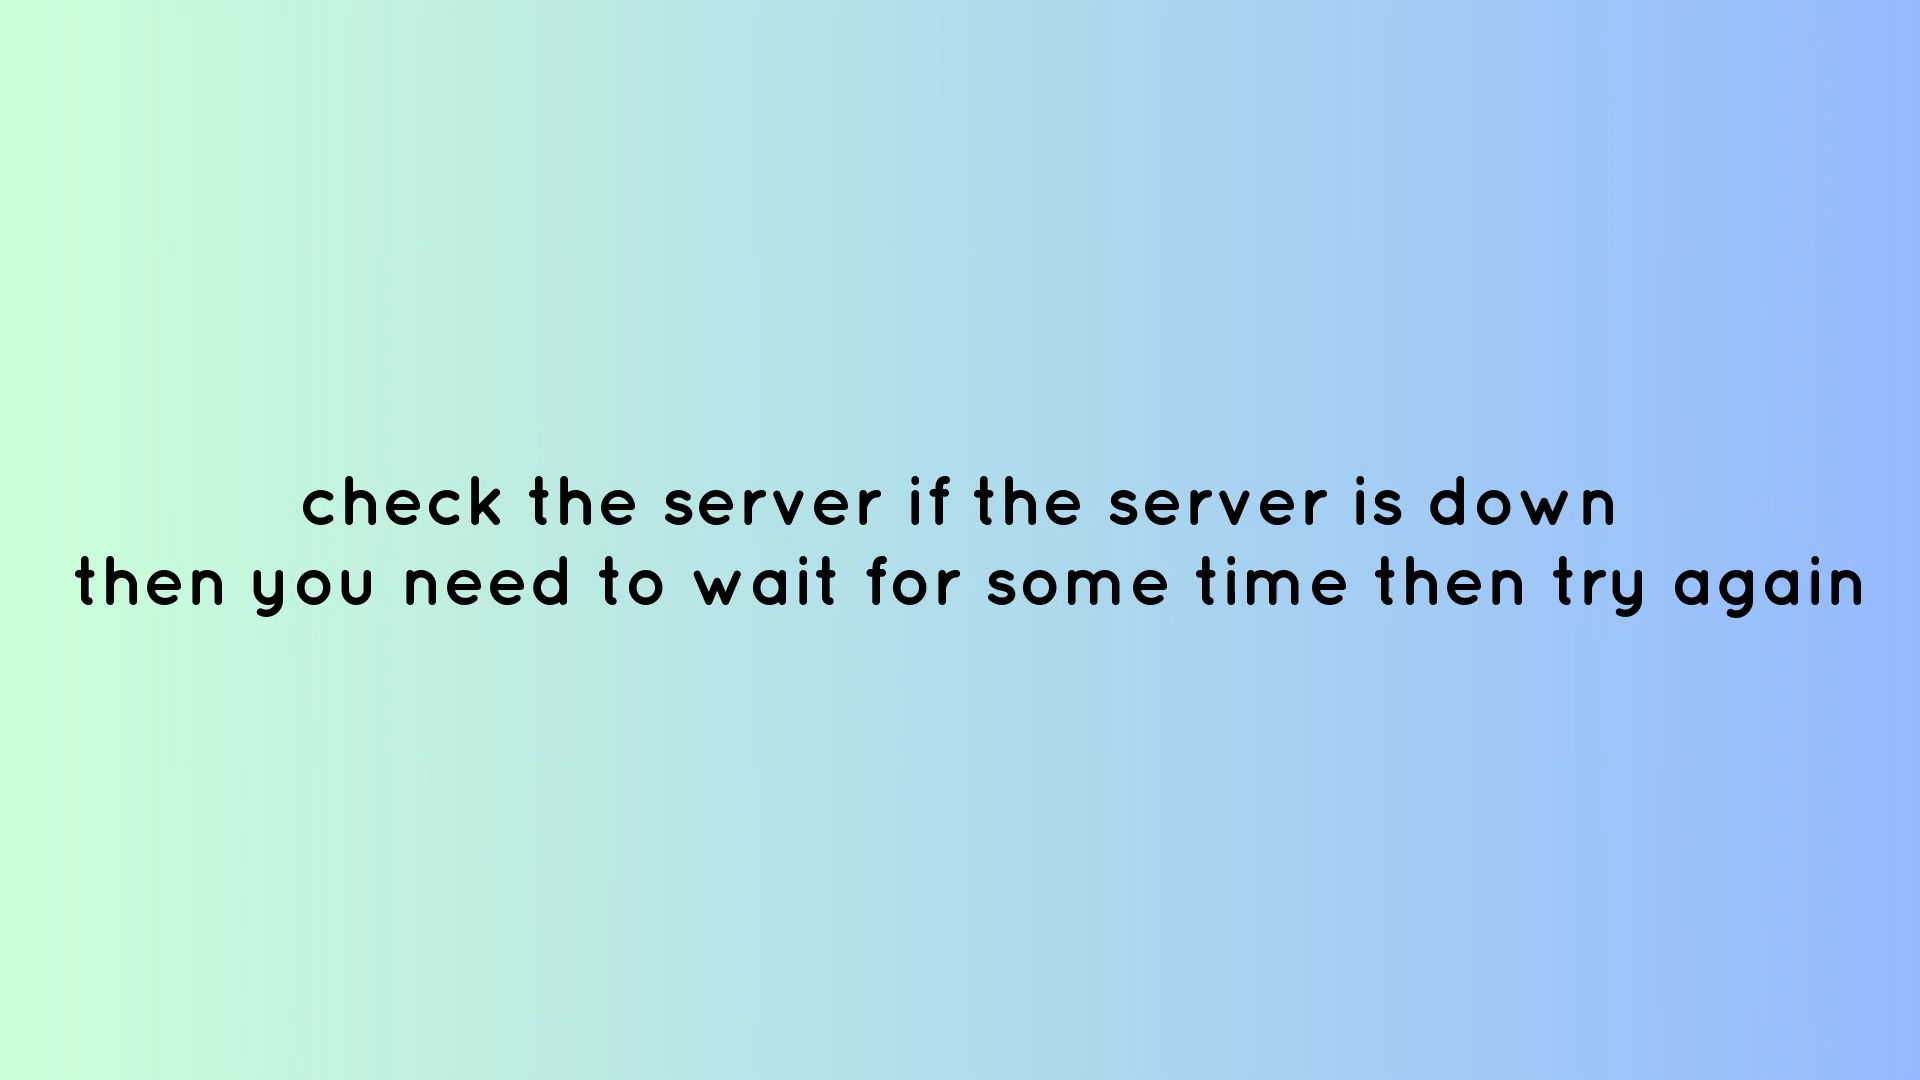 check the server if the server is down
then you need to wait for some time then try again